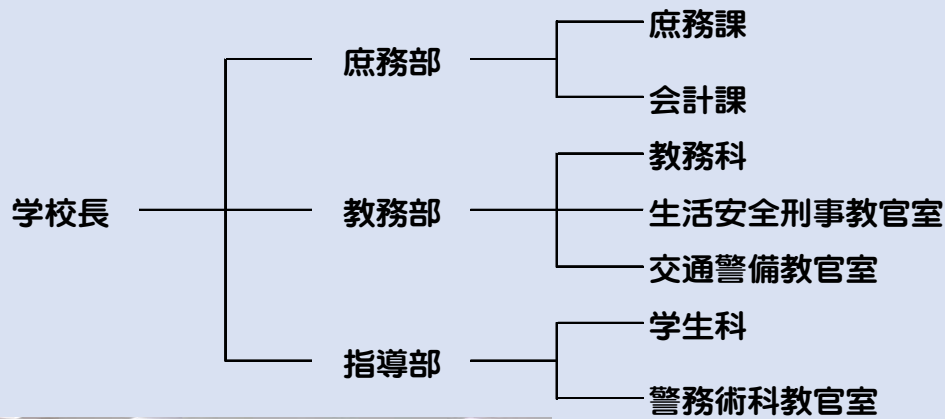 学校長
庶務部
庶務課
会計課
教務部
教務科
生活安全刑事教官室
交通警備教官室
指導部
学生科
警務術科教官室